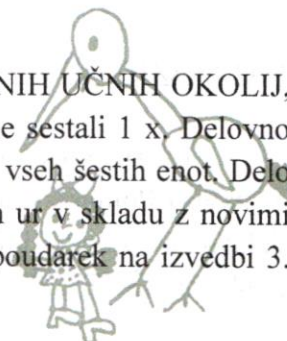 NIH UČNIH OKOLIJ,
e sestali 1 x. Delovno
vseh šestih enot. Delo
ur v skladu z novimi
poudarek na izvedbi 3.